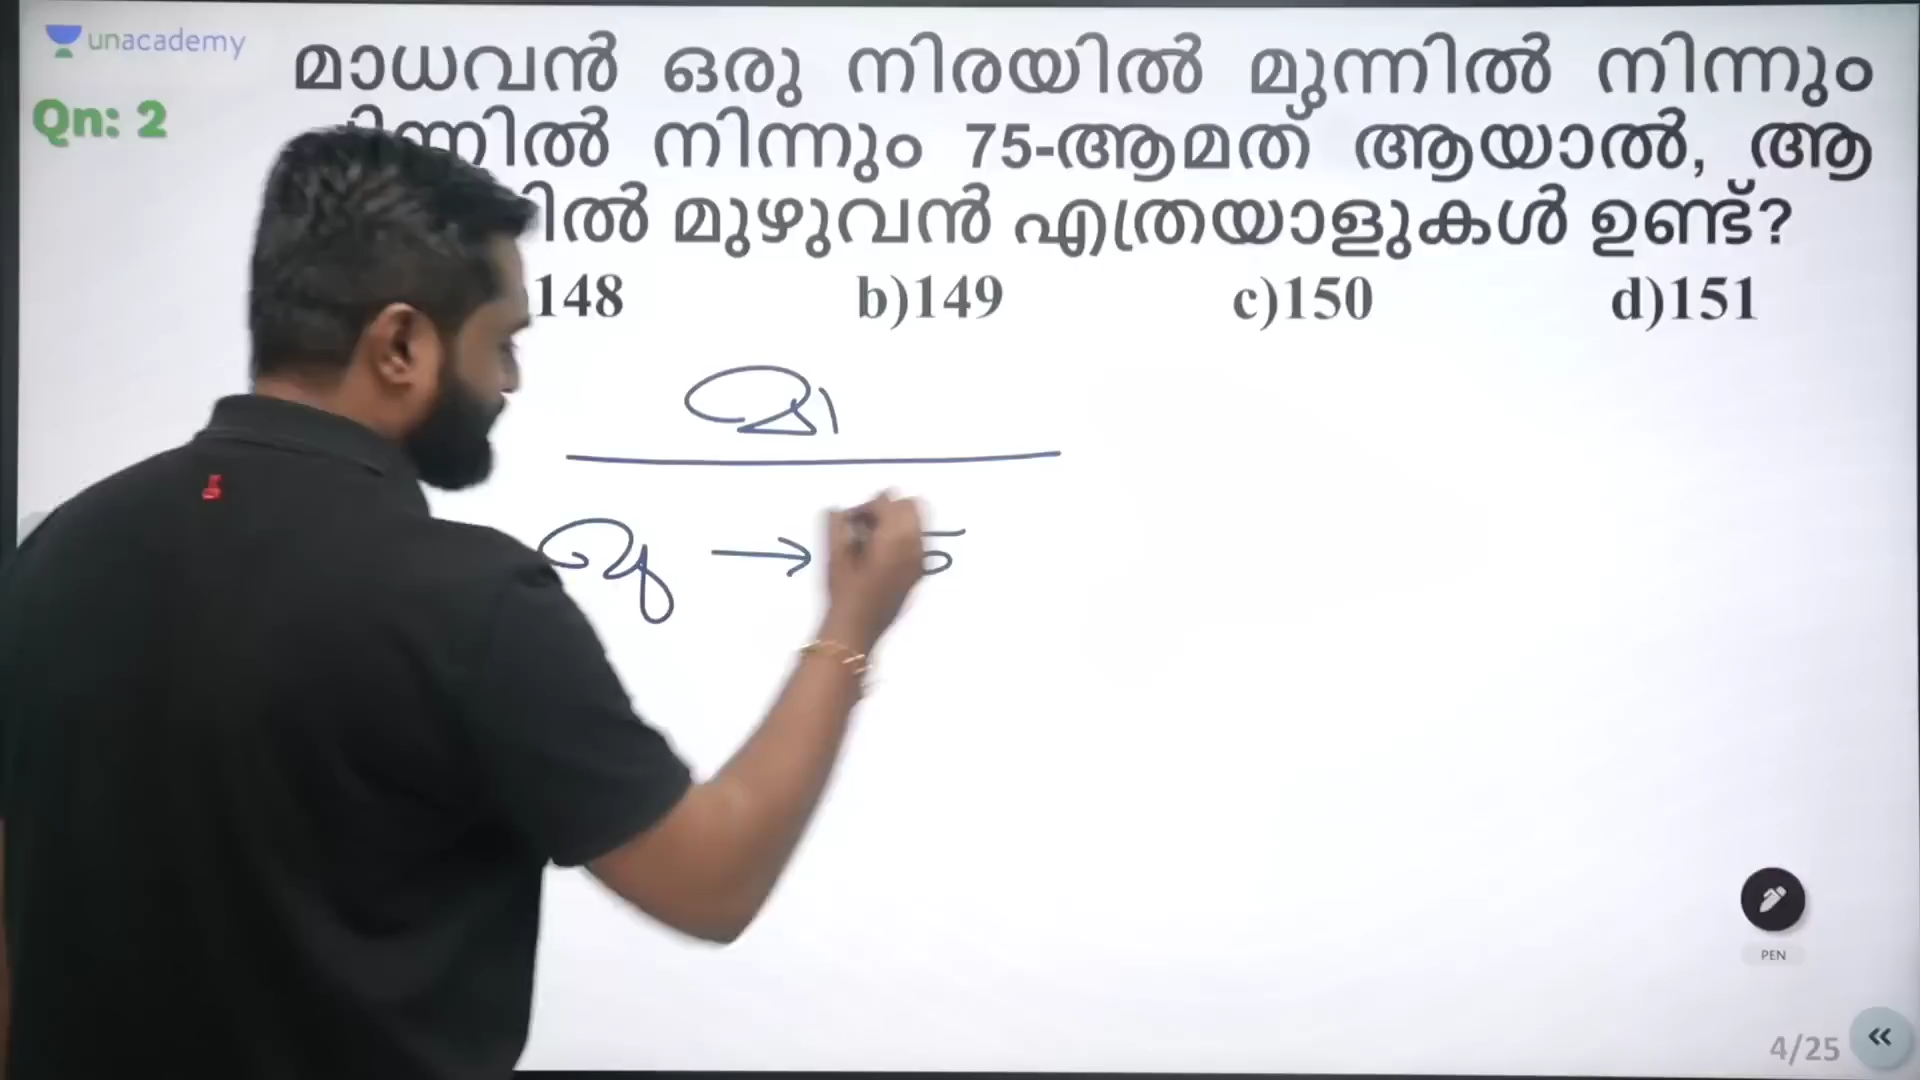 unacademy
Qn: 2
മാധവൻ ഒരു നിരയിൽ മുന്നിൽ നിന്നും
നിന്നും 75-ആമത് ആയാൽ, ആ
മുഴുവൻ എത്രയാളുകൾ ഉണ്ട്?
148 b)149 c)150 d)151
മാ
PEN
4/25